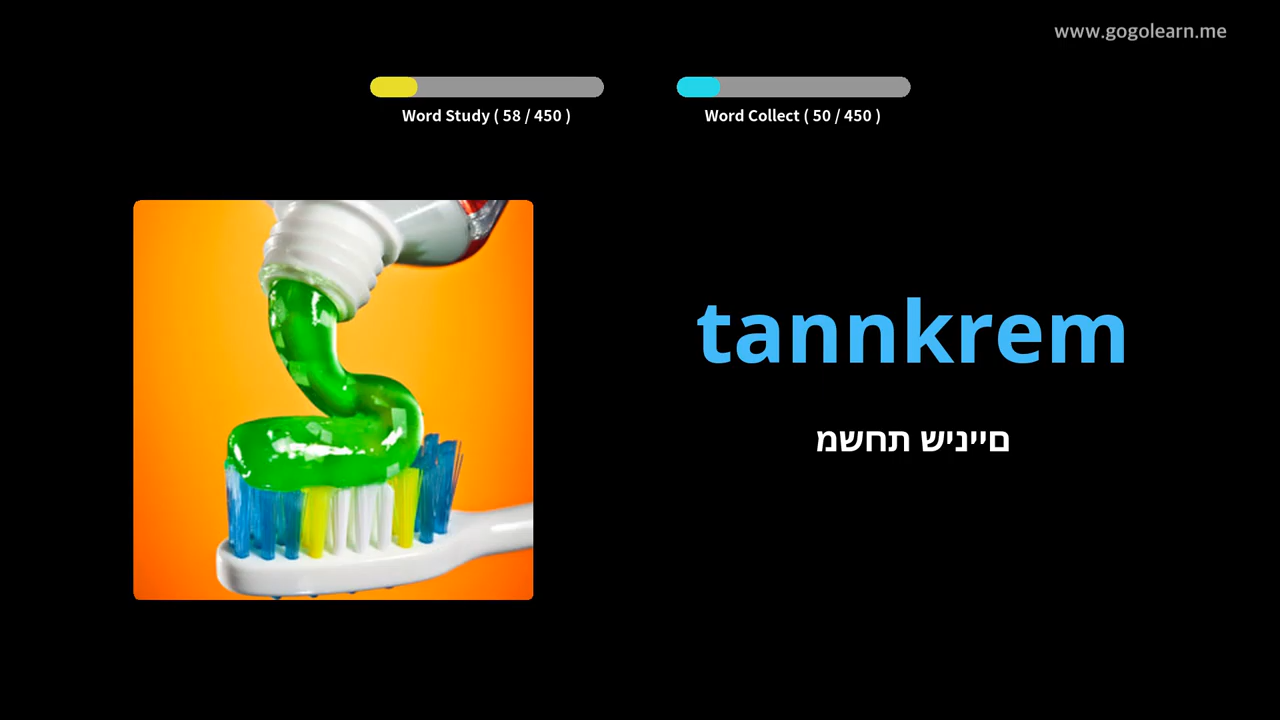 www.gogolearn.me
Word Study ( 58 / 450 )
Word Collect ( 50 / 450 )
tannkrem
םייניש תחשמ